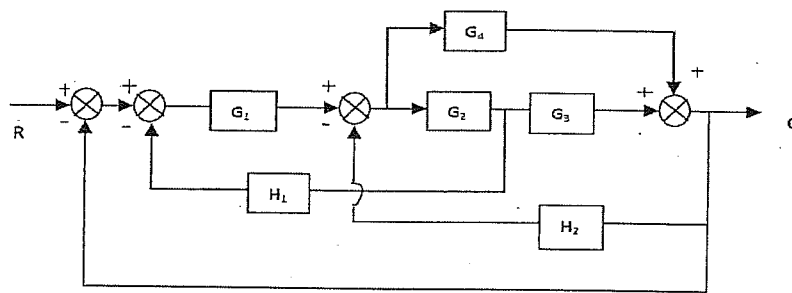 G₄
+ + + + +
G₁ G₂ G₃
R - - - C
H₁
H₂